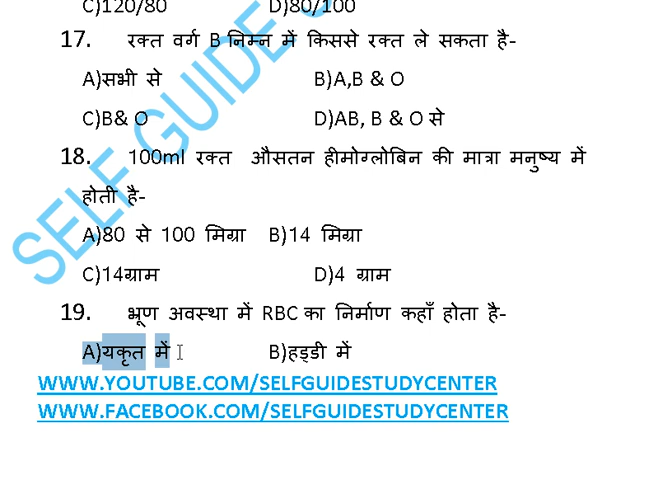 C)120/80 D)80/100
17. रक्त वर्ग B निम्न में किससे रक्त ले सकता है-
A)सभी से B)A,B & O
C)B& O D)AB, B & O से
18. 100ml रक्त औसतन हीमोग्लोबिन की मात्रा मनुष्य में
होती है-
A)80 से 100 मिग्रा B)14 मिग्रा
C)14ग्राम D)4 ग्राम
19. भ्रूण अवस्था में RBC का निर्माण कहाँ होता है-
A)यकृत में B)हड्डी में
WWW.YOUTUBE.COM/SELFGUIDESTUDYCENTER
WWW.FACEBOOK.COM/SELFGUIDESTUDYCENTER
SELF GUIDE S